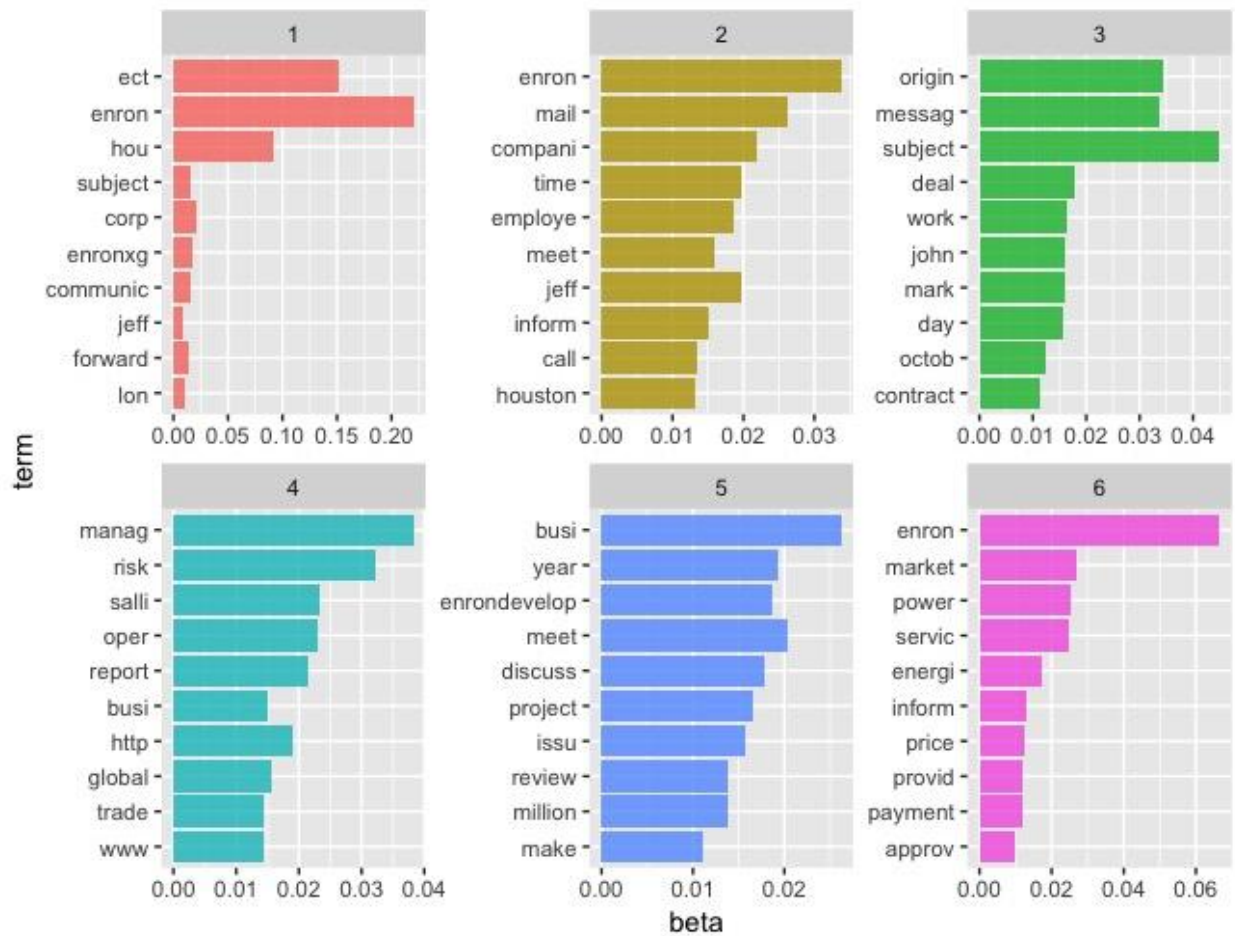 1
ect
enron
hou
subject
corp
enronxg
communic
jeff
forward
lon
0.00 0.05 0.10 0.15 0.20
2
enron
mail
compani
time
employe
meet
jeff
inform
call
houston
0.00 0.01 0.02 0.03
3
origin
messag
subject
deal
work
john
mark
day
octob
contract
0.00 0.01 0.02 0.03 0.04
term
4
manag
risk
salli
oper
report
busi
http
global
trade
www
0.00 0.01 0.02 0.03 0.04
5
busi
year
enrondevelop
meet
discuss
project
issu
review
million
make
0.00 0.01 0.02
6
enron
market
power
servic
energi
inform
price
provid
payment
approv
0.00 0.02 0.04 0.06
beta